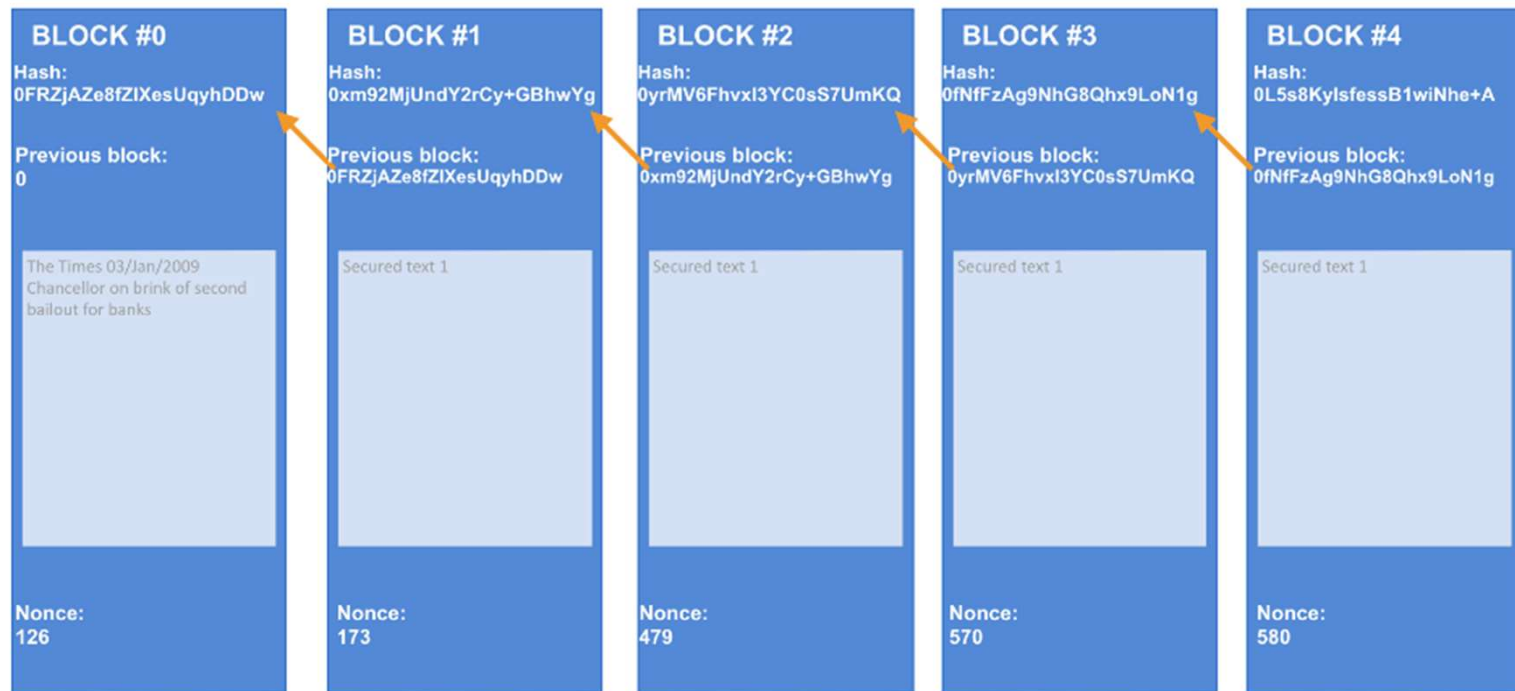 BLOCK #0
Hash:
0FRZjAZe8fZIXesUqyhDDw
Previous block:
0
The Times 03/Jan/2009
Chancellor on brink of second
bailout for banks
Nonce:
126
BLOCK #1
Hash:
0xm92MjUndY2rCy+GBhwYg
Previous block:
0FRZjAZe8fZIXesUqyhDDw
Secured text 1
Nonce:
173
BLOCK #2
Hash:
0yrMV6FhvxI3YC0sS7UmKQ
Previous block:
0xm92MjUndY2rCy+GBhwYg
Secured text 1
Nonce:
479
BLOCK #3
Hash:
0fNfFzAg9NhG8Qhx9LoN1g
Previous block:
0yrMV6FhvxI3YC0sS7UmKQ
Secured text 1
Nonce:
570
BLOCK #4
Hash:
0L5s8KylsfessB1wiNhe+A
Previous block:
0fNfFzAg9NhG8Qhx9LoN1g
Secured text 1
Nonce:
580